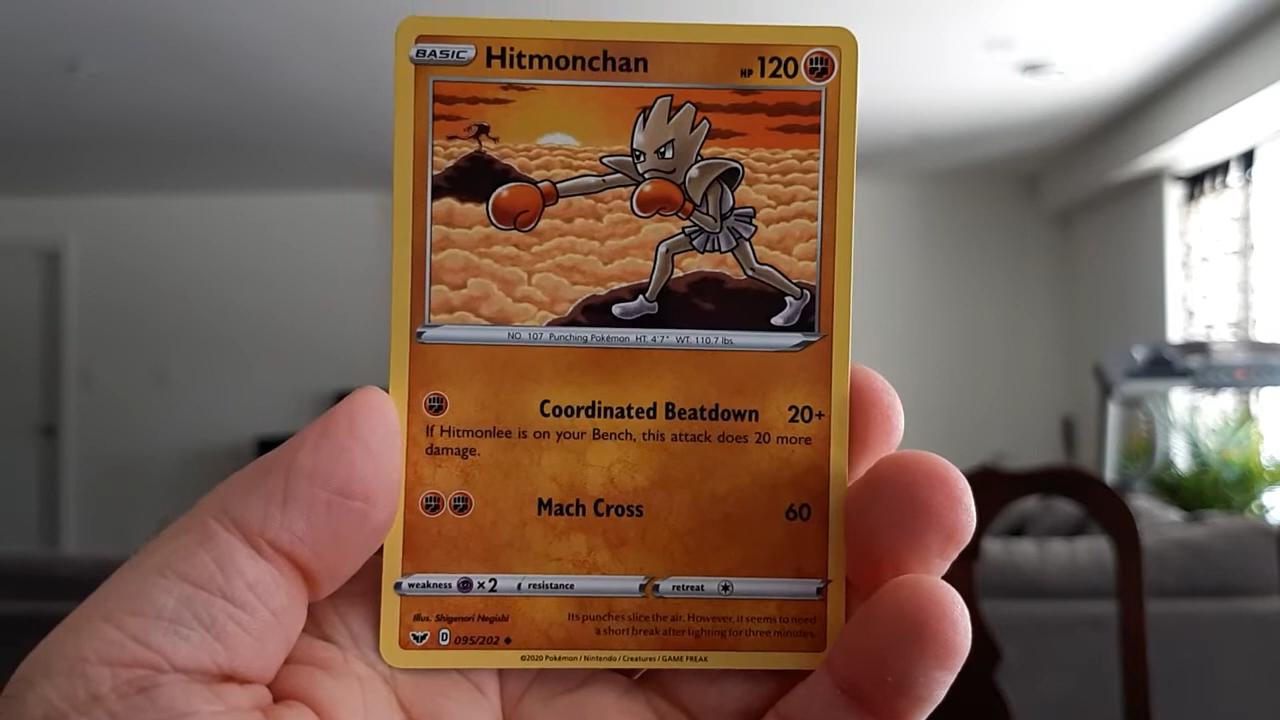 BASIC Hitmonchan HP 120
NO. 107 Punching Pokémon HT. 4'7" WT. 110.7 lbs.
Coordinated Beatdown 20+
If Hitmonlee is on your Bench, this attack does 20 more
damage.
Mach Cross 60
weakness ×2 resistance retreat
Illus. Shigenori Negishi
Its punches slice the air. However, it seems to need
a short break after fighting for three minutes.
D 095/202
©2020 Pokémon / Nintendo / Creatures / GAME FREAK